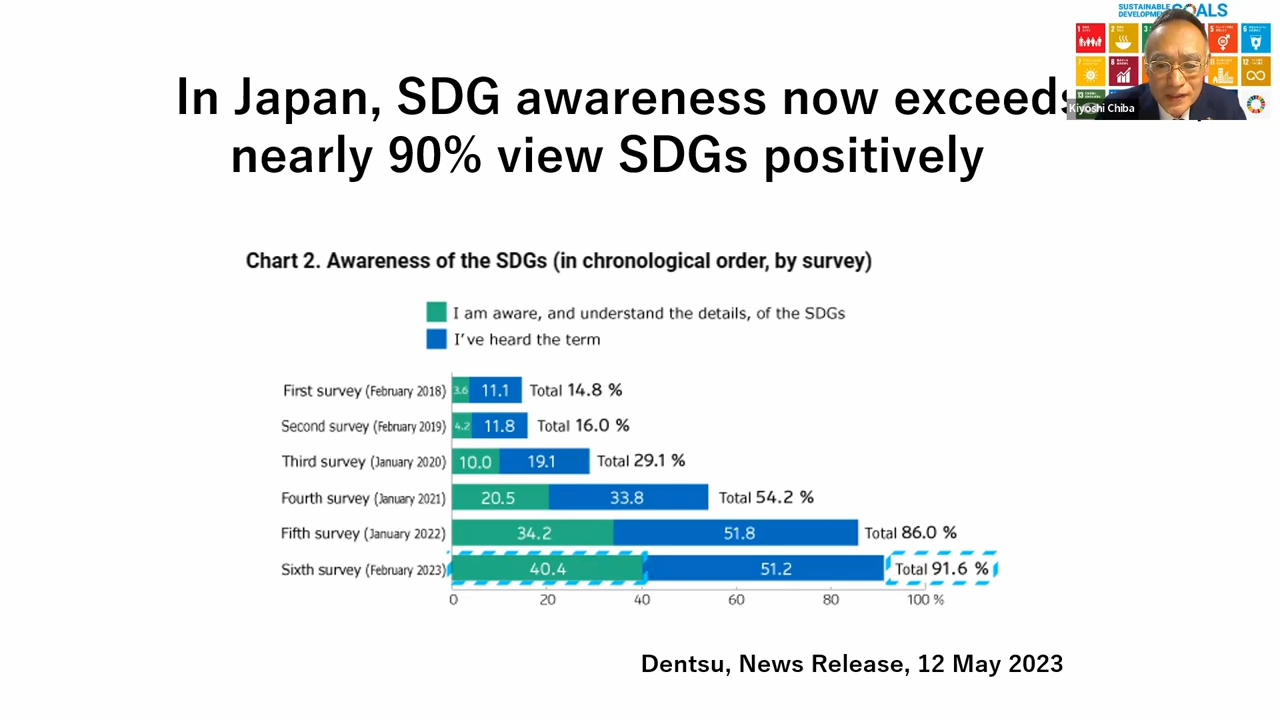 SUSTAINABLE
DEVELOPMENT GOALS
In Japan, SDG awareness now exceeds
nearly 90% view SDGs positively
Kiyoshi Chiba
Chart 2. Awareness of the SDGs (in chronological order, by survey)
I am aware, and understand the details, of the SDGs
I've heard the term
First survey (February 2018) 3.6 11.1 Total 14.8 %
Second survey (February 2019) 4.2 11.8 Total 16.0 %
Third survey (January 2020) 10.0 19.1 Total 29.1 %
Fourth survey (January 2021) 20.5 33.8 Total 54.2 %
Fifth survey (January 2022) 34.2 51.8 Total 86.0 %
Sixth survey (February 2023) 40.4 51.2 Total 91.6 %
0 20 40 60 80 100 %
Dentsu, News Release, 12 May 2023